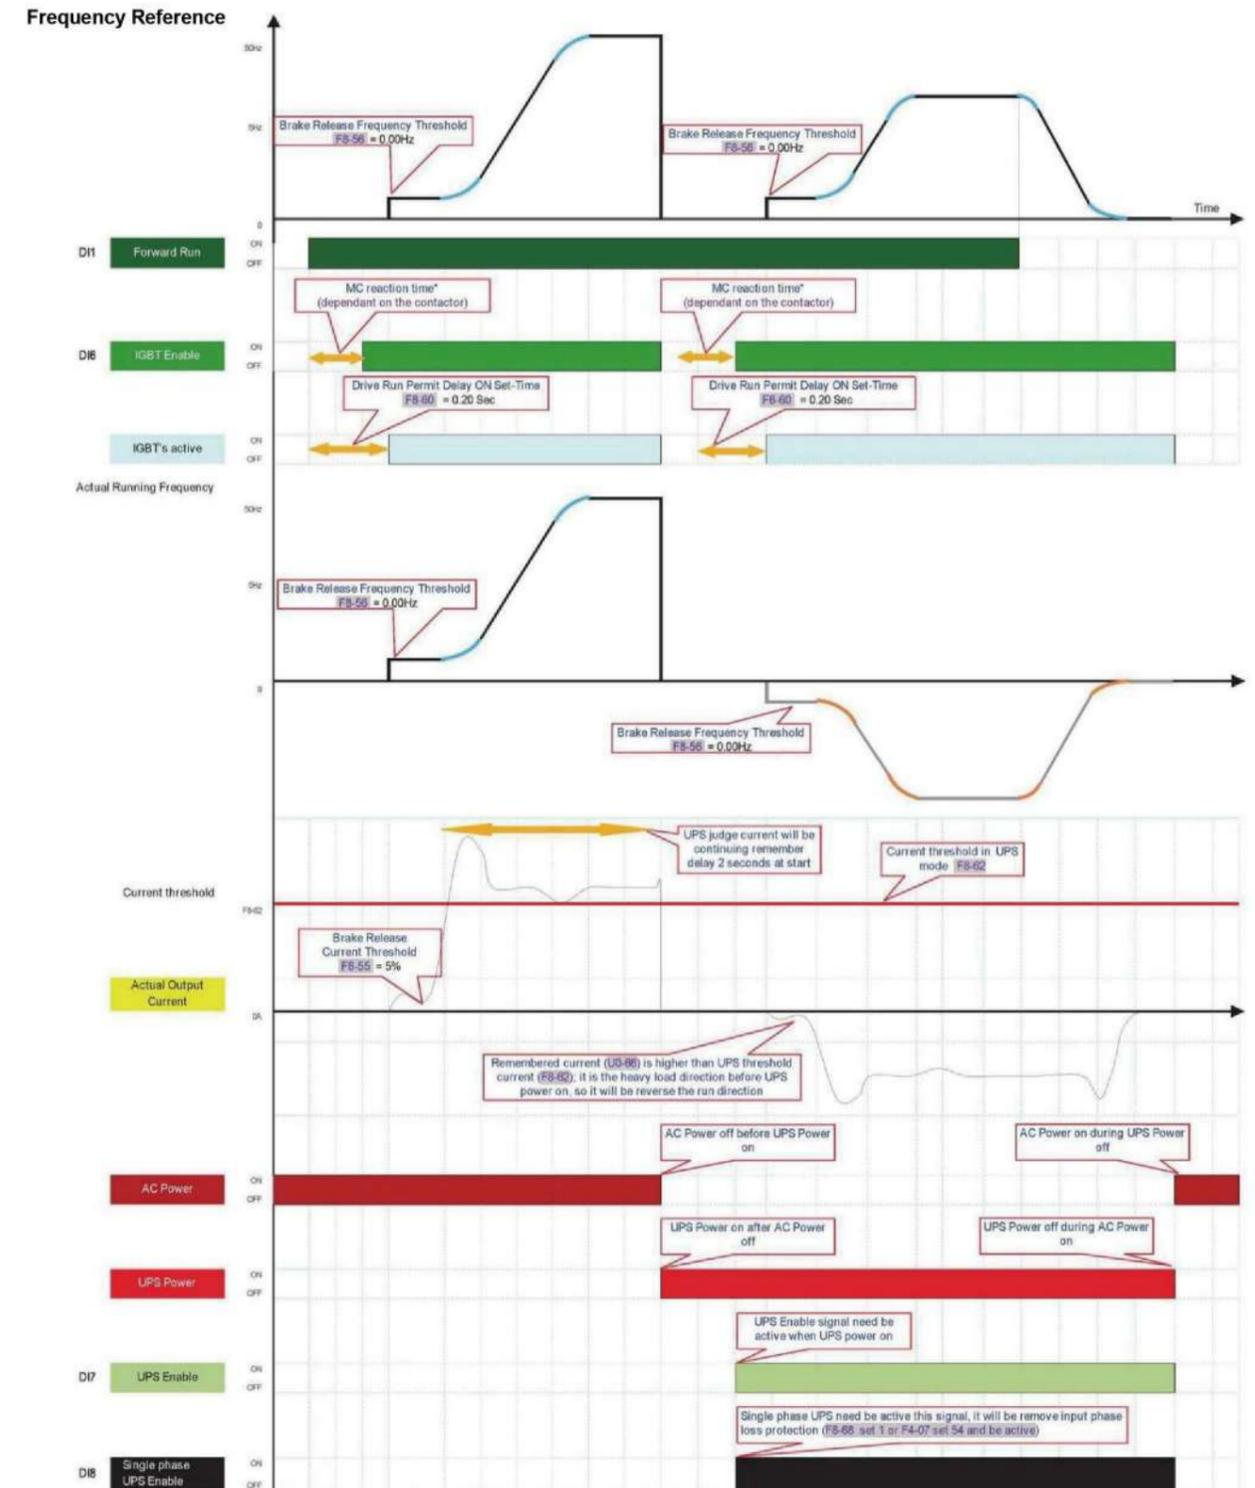 Frequency Reference
50Hz
5Hz
Brake Release Frequency Threshold
F8-56 = 0.00Hz
Brake Release Frequency Threshold
F8-56 = 0.00Hz
Time
0
DI1
Forward Run
ON
OFF
MC reaction time*
(dependant on the contactor)
MC reaction time*
(dependant on the contactor)
DI6
IGBT Enable
ON
OFF
Drive Run Permit Delay ON Set-Time
F8-60 = 0.20 Sec
Drive Run Permit Delay ON Set-Time
F8-60 = 0.20 Sec
IGBT's active
ON
OFF
Actual Running Frequency
50Hz
5Hz
Brake Release Frequency Threshold
F8-56 = 0.00Hz
0
Brake Release Frequency Threshold
F8-56 = 0.00Hz
UPS judge current will be
continuing remember
delay 2 seconds at start
Current threshold in UPS
mode F8-62
Current threshold
F8-62
Brake Release
Current Threshold
F8-55 = 5%
Actual Output
Current
0A
Remembered current (U0-66) is higher than UPS threshold
current (F8-62); it is the heavy load direction before UPS
power on, so it will be reverse the run direction
AC Power off before UPS Power
on
AC Power on during UPS Power
off
AC Power
ON
OFF
UPS Power on after AC Power
off
UPS Power off during AC Power
on
UPS Power
ON
OFF
UPS Enable signal need be
active when UPS power on
DI7
UPS Enable
ON
OFF
Single phase UPS need be active this signal, it will be remove input phase
loss protection (F8-68 set 1 or F4-07 set 54 and be active)
DI8
Single phase
UPS Enable
ON
OFF